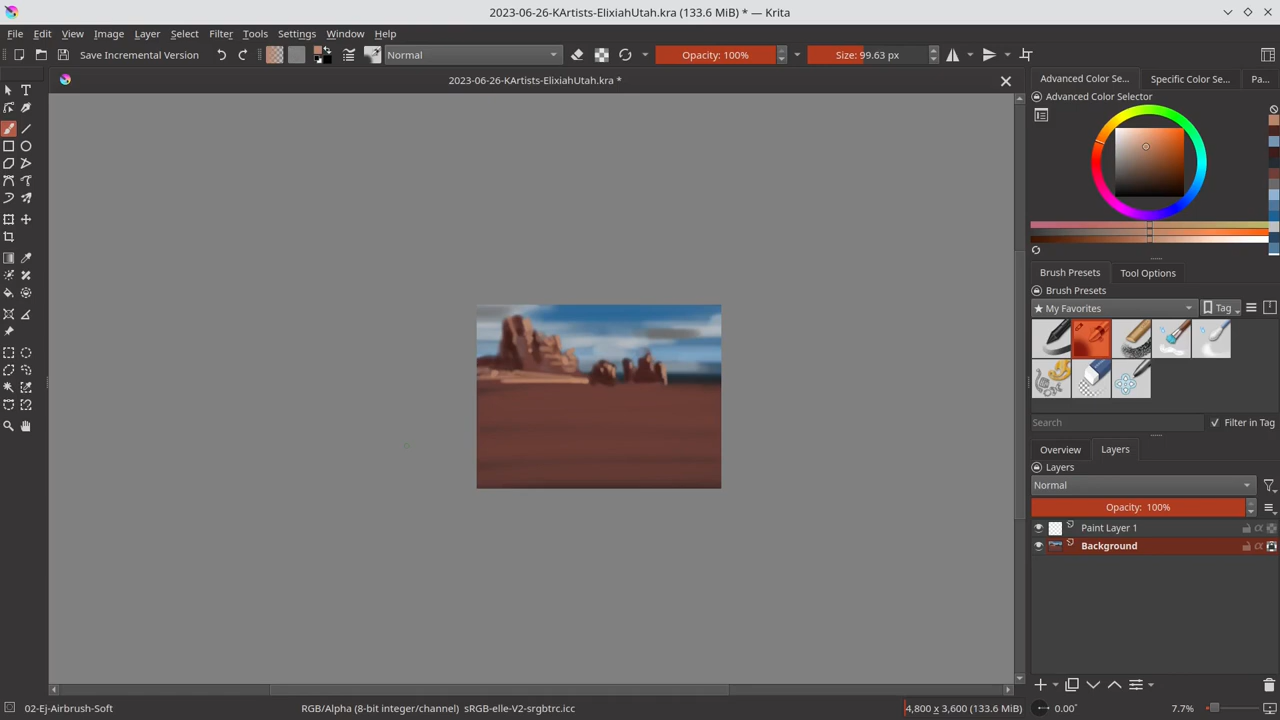 2023-06-26-KArtists-ElixiahUtah.kra (133.6 MiB) * — Krita
File Edit View Image Layer Select Filter Tools Settings Window Help
Save Incremental Version
Normal
Opacity: 100%
Size: 99.63 px
2023-06-26-KArtists-ElixiahUtah.kra *
Advanced Color Se...
Specific Color Se...
Pa...
Advanced Color Selector
Brush Presets
Tool Options
Brush Presets
★ My Favorites
Tag
Search
Filter in Tag
Overview
Layers
Layers
Normal
Opacity: 100%
Paint Layer 1
Background
02-Ej-Airbrush-Soft
RGB/Alpha (8-bit integer/channel) sRGB-elle-V2-srgbtrc.icc
4,800 x 3,600 (133.6 MiB)
0.00°
7.7%